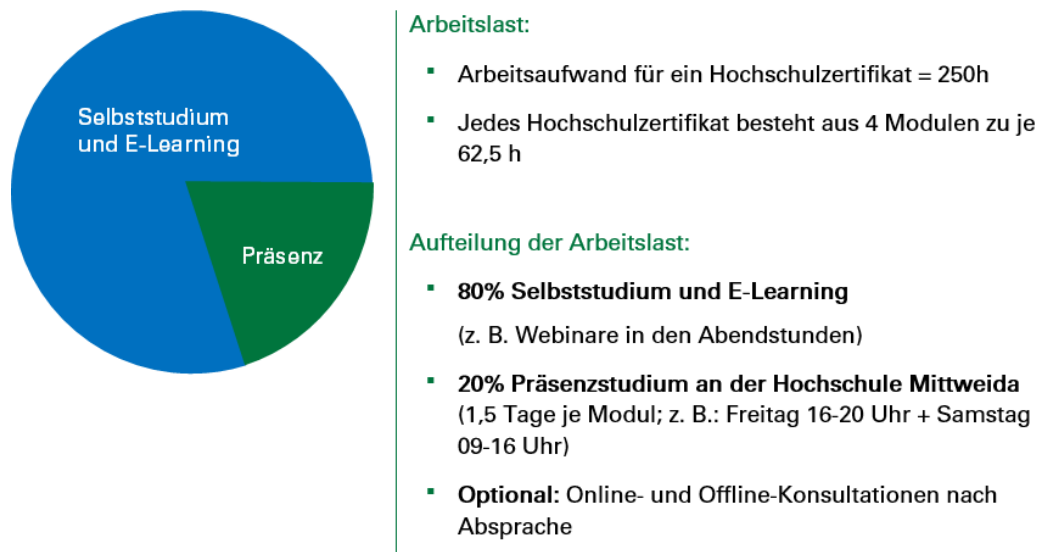 Selbststudium
und E-Learning
Präsenz
Arbeitslast:
▪ Arbeitsaufwand für ein Hochschulzertifikat = 250h
▪ Jedes Hochschulzertifikat besteht aus 4 Modulen zu je
62,5 h
Aufteilung der Arbeitslast:
▪ 80% Selbststudium und E-Learning
(z. B. Webinare in den Abendstunden)
▪ 20% Präsenzstudium an der Hochschule Mittweida
(1,5 Tage je Modul; z. B.: Freitag 16-20 Uhr + Samstag
09-16 Uhr)
▪ Optional: Online- und Offline-Konsultationen nach
Absprache